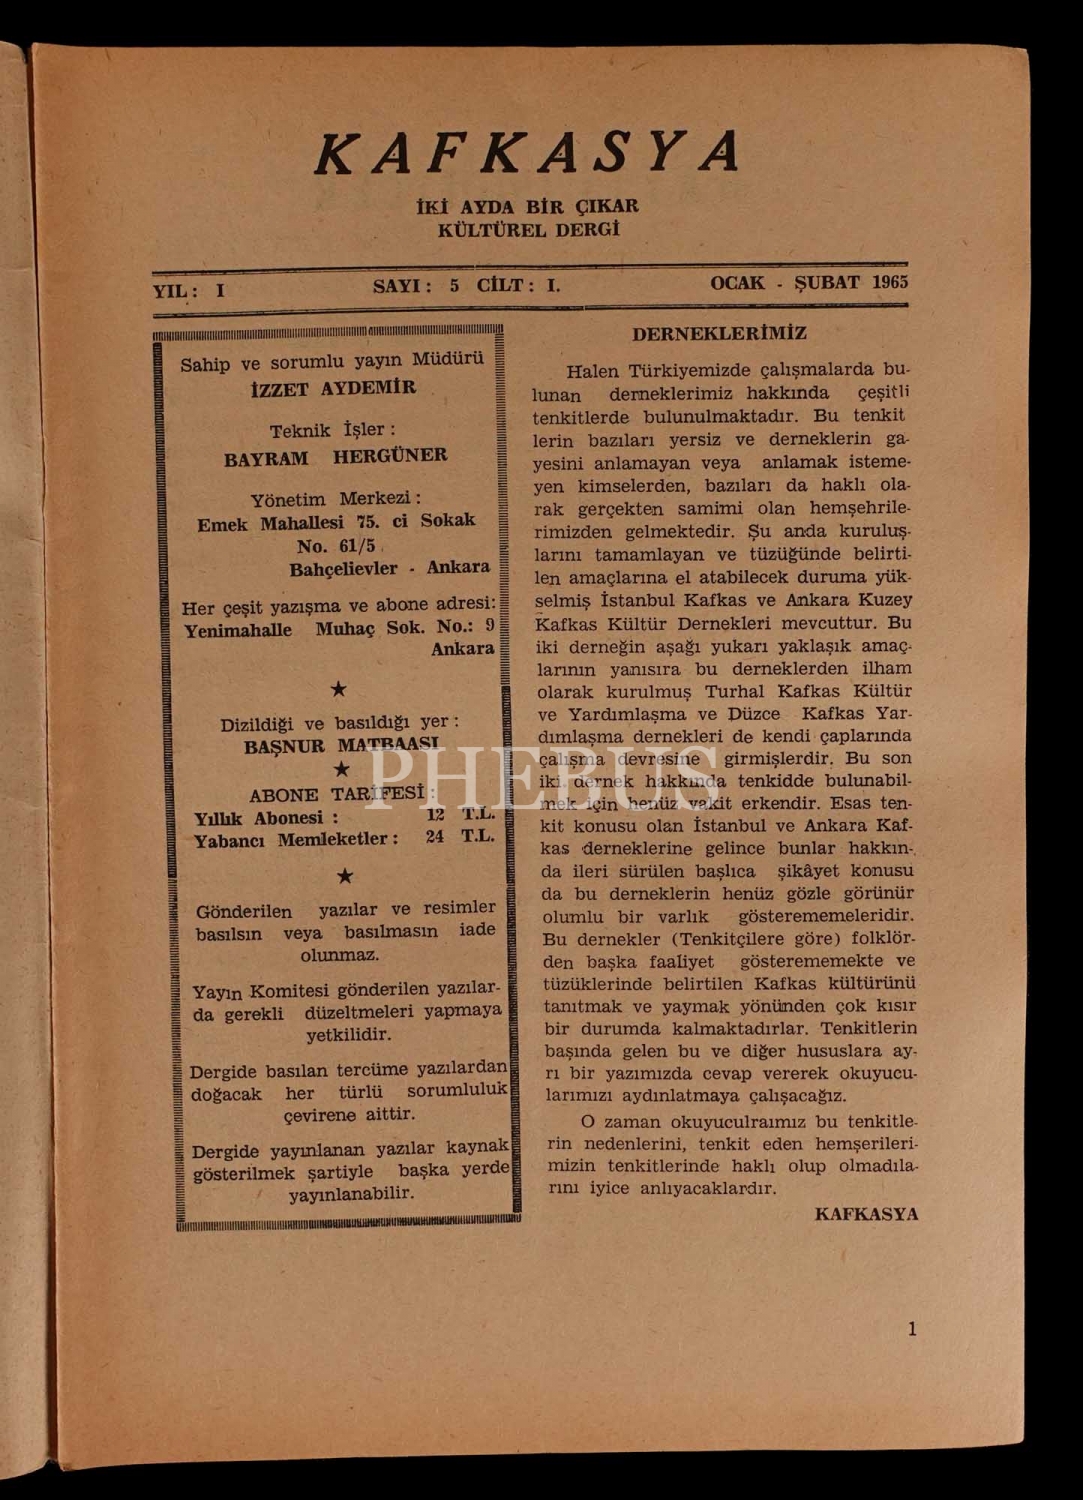 KAFKASYA
İKİ AYDA BİR ÇIKAR
KÜLTÜREL DERGİ
YIL: I SAYI: 5 CİLT: I. OCAK - ŞUBAT 1965
Sahip ve sorumlu yayın Müdürü
İZZET AYDEMİR
Teknik İşler:
BAYRAM HERGÜNER
Yönetim Merkezi:
Emek Mahallesi 75. ci Sokak
No. 61/5
Bahçelievler - Ankara
Her çeşit yazışma ve abone adresi:
Yenimahalle Muhaç Sok. No.: 9
Ankara
★
Dizildiği ve basıldığı yer:
BAŞNUR MATBAASI
★
ABONE TARİFESİ:
Yıllık Abonesi : 12 T.L.
Yabancı Memleketler: 24 T.L.
★
Gönderilen yazılar ve resimler
basılsın veya basılmasın iade
olunmaz.
Yayın Komitesi gönderilen yazılar-
da gerekli düzeltmeleri yapmaya
yetkilidir.
Dergide basılan tercüme yazılardan
doğacak her türlü sorumluluk
çevirene aittir.
Dergide yayınlanan yazılar kaynak
gösterilmek şartiyle başka yerde
yayınlanabilir.
DERNEKLERİMİZ
Halen Türkiyemizde çalışmalarda bu-
lunan derneklerimiz hakkında çeşitli
tenkitlerde bulunulmaktadır. Bu tenkit
lerin bazıları yersiz ve derneklerin ga-
yesini anlamayan veya anlamak isteme-
yen kimselerden, bazıları da haklı ola-
rak gerçekten samimi olan hemşehrile-
rimizden gelmektedir. Şu anda kuruluş-
larını tamamlayan ve tüzüğünde belirti-
len amaçlarına el atabilecek duruma yük-
selmiş İstanbul Kafkas ve Ankara Kuzey
Kafkas Kültür Dernekleri mevcuttur. Bu
iki derneğin aşağı yukarı yaklaşık amaç-
larının yanısıra bu derneklerden ilham
olarak kurulmuş Turhal Kafkas Kültür
ve Yardımlaşma ve Düzce Kafkas Yar-
dımlaşma dernekleri de kendi çaplarında
çalışma devresine girmişlerdir. Bu son
iki dernek hakkında tenkidde bulunabil-
mek için henüz vakit erkendir. Esas ten-
kit konusu olan İstanbul ve Ankara Kaf-
kas derneklerine gelince bunlar hakkın-
da ileri sürülen başlıca şikâyet konusu
da bu derneklerin henüz gözle görünür
olumlu bir varlık gösterememeleridir.
Bu dernekler (Tenkitçilere göre) folklör-
den başka faaliyet gösterememekte ve
tüzüklerinde belirtilen Kafkas kültürünü
tanıtmak ve yaymak yönünden çok kısır
bir durumda kalmaktadırlar. Tenkitlerin
başında gelen bu ve diğer hususlara ay-
rı bir yazımızda cevap vererek okuyucu-
larımızı aydınlatmaya çalışacağız.
O zaman okuyuculraımız bu tenkitle-
rin nedenlerini, tenkit eden hemşerileri-
mizin tenkitlerinde haklı olup olmadıla-
rını iyice anlıyacaklardır.
KAFKASYA
1
PHEBUS